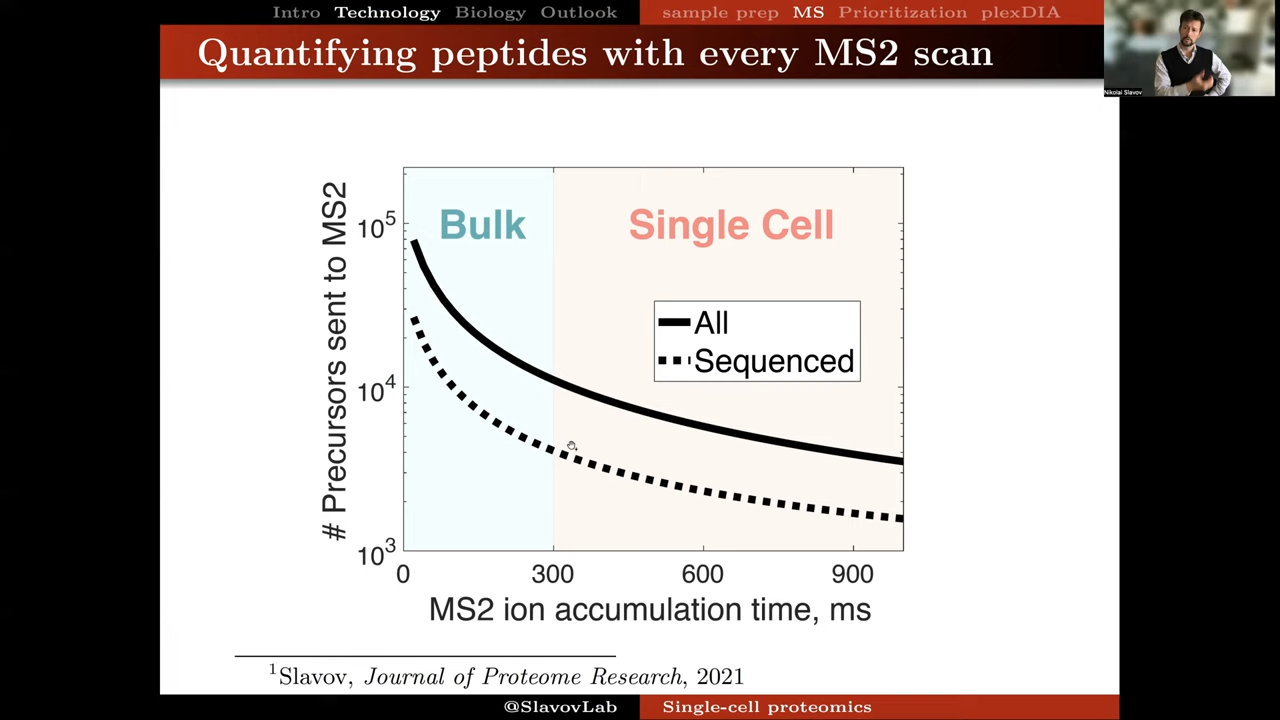 Intro Technology Biology Outlook sample prep MS Prioritization plexDIA
Quantifying peptides with every MS2 scan
Nikolai Slavov
# Precursors sent to MS2
10^5
10^4
10^3
Bulk
Single Cell
All
Sequenced
0 300 600 900
MS2 ion accumulation time, ms
^1Slavov, Journal of Proteome Research, 2021
@SlavovLab Single-cell proteomics